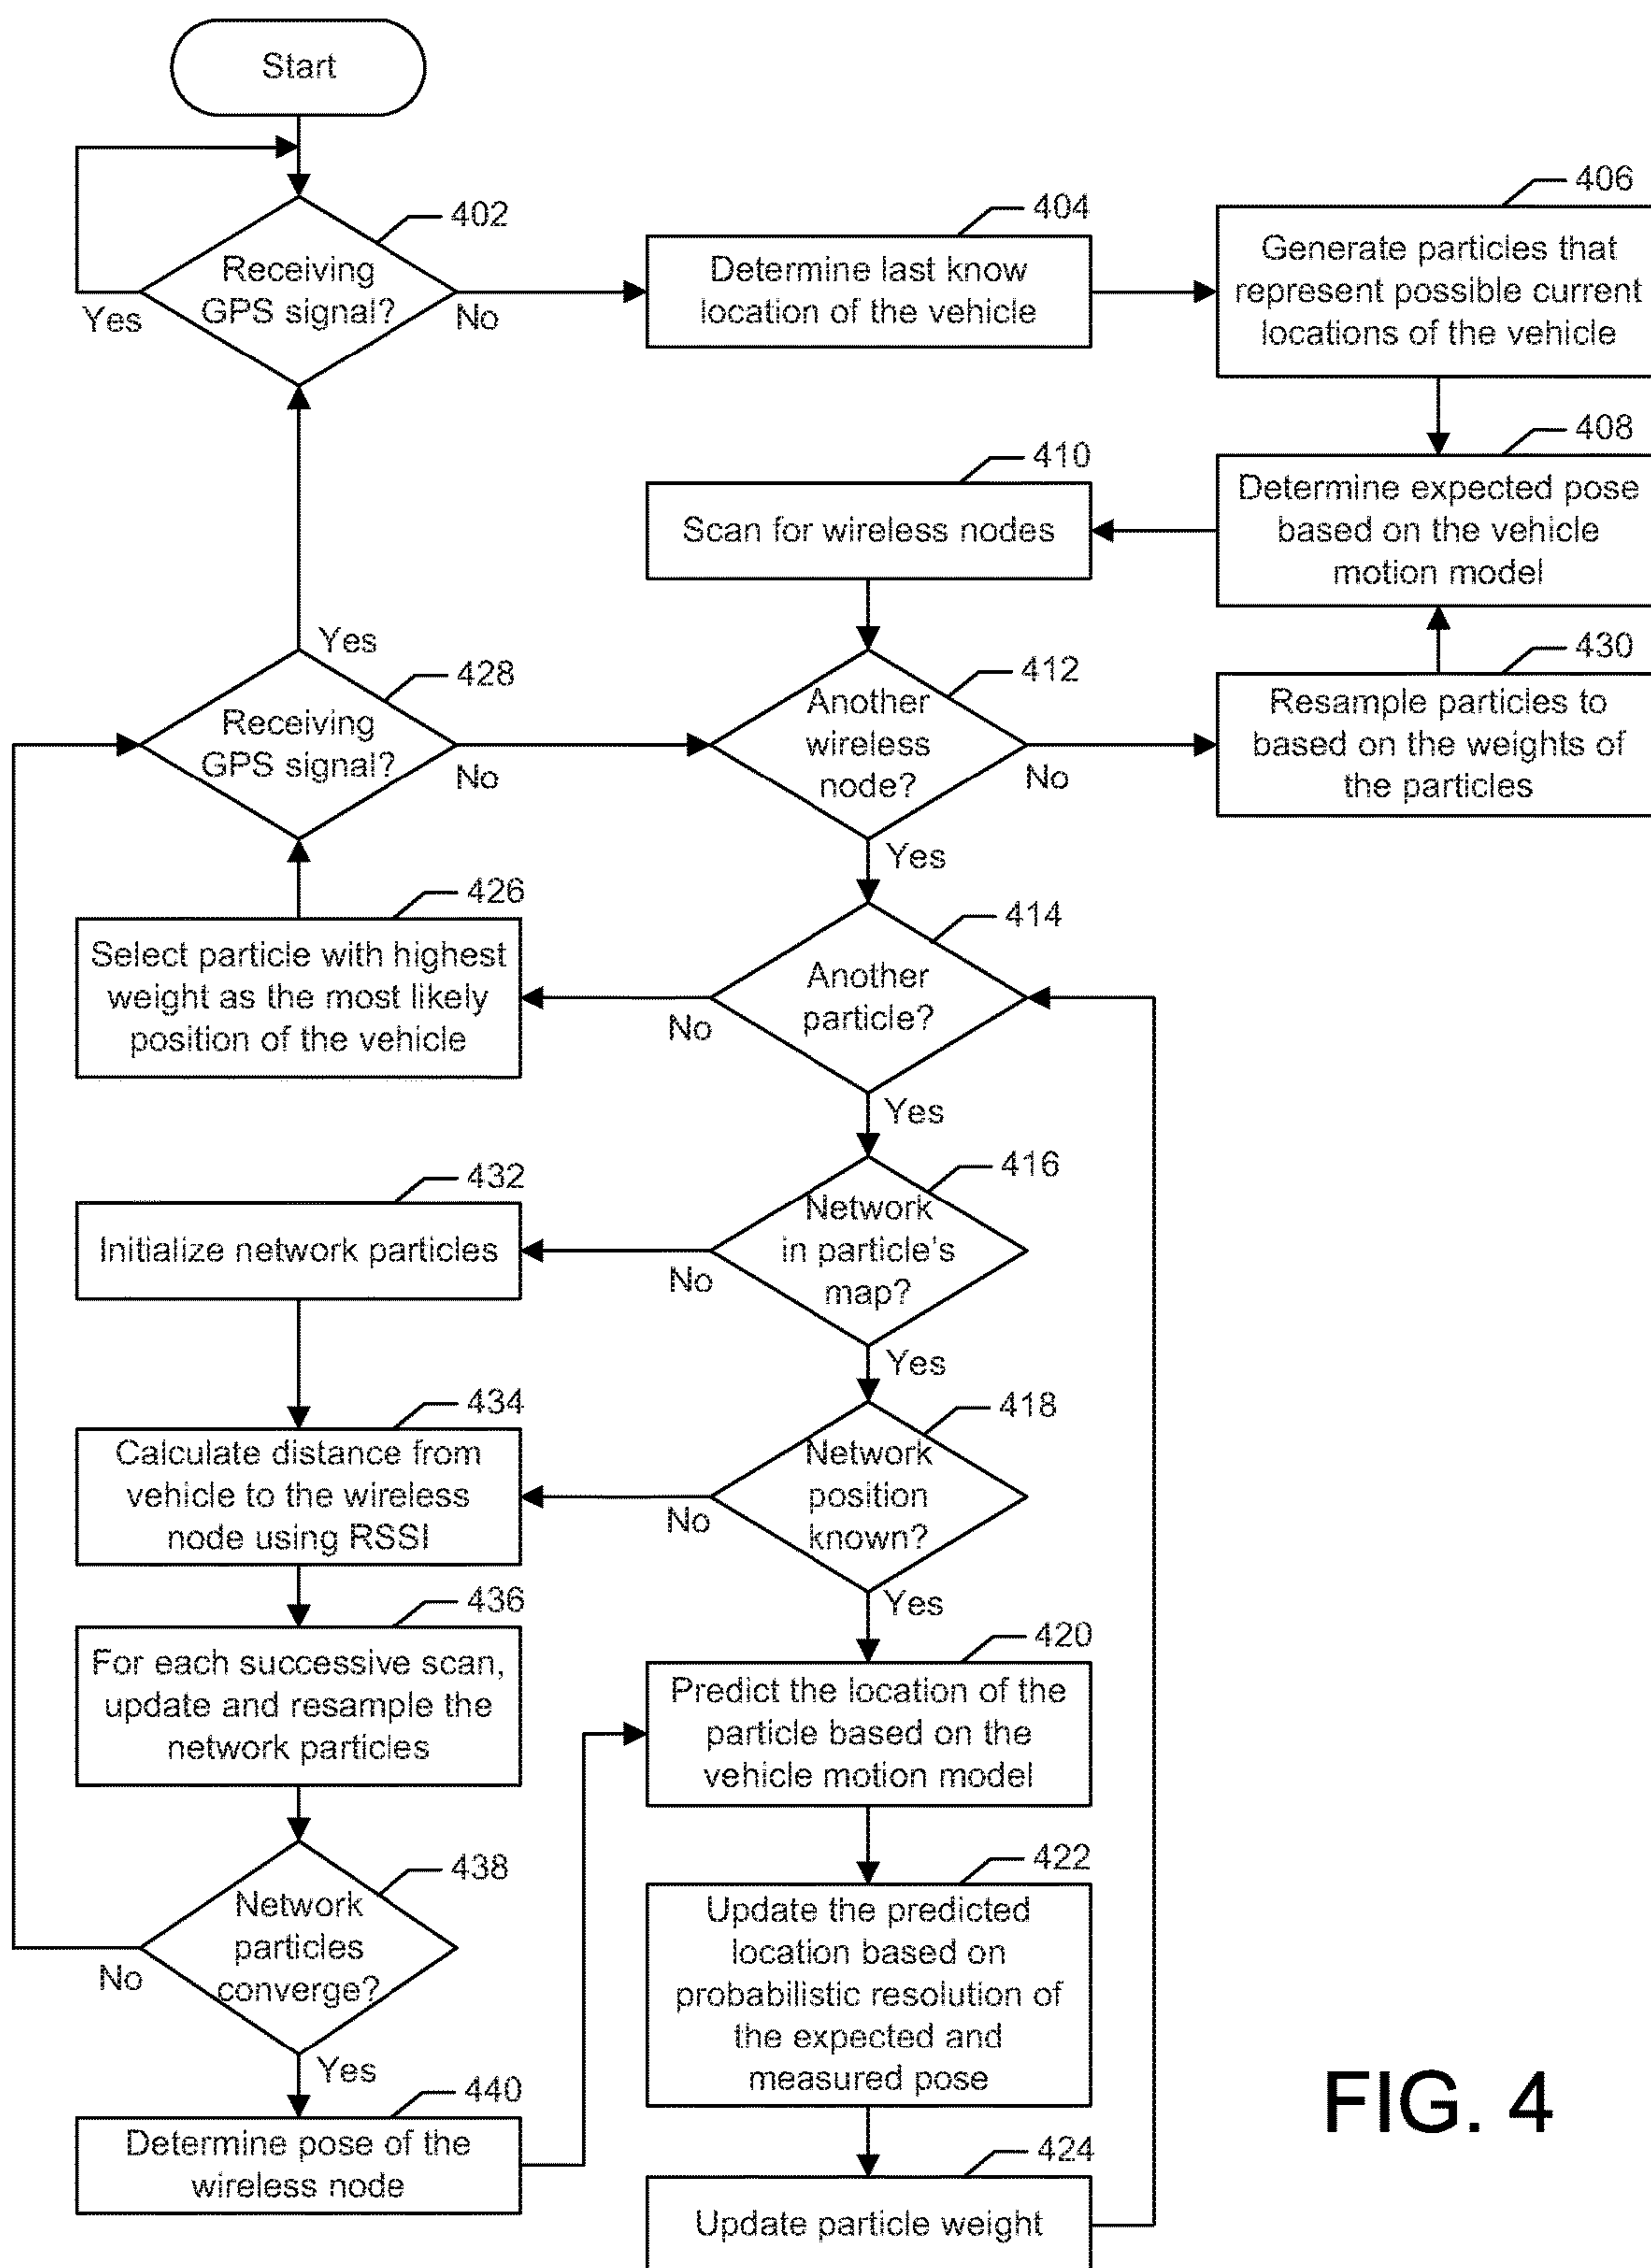 Start
402
Receiving
GPS signal?
Yes
No
404
Determine last know
location of the vehicle
406
Generate particles that
represent possible current
locations of the vehicle
408
Determine expected pose
based on the vehicle
motion model
410
Scan for wireless nodes
Yes
428
Receiving
GPS signal?
No
412
Another
wireless
node?
No
Yes
430
Resample particles to
based on the weights of
the particles
426
Select particle with highest
weight as the most likely
position of the vehicle
414
Another
particle?
No
Yes
432
Initialize network particles
416
Network
in particle's
map?
No
Yes
434
Calculate distance from
vehicle to the wireless
node using RSSI
418
Network
position
known?
No
Yes
436
For each successive scan,
update and resample the
network particles
420
Predict the location of the
particle based on the
vehicle motion model
438
Network
particles
converge?
No
Yes
422
Update the predicted
location based on
probabilistic resolution of
the expected and
measured pose
440
Determine pose of the
wireless node
424
Update particle weight
FIG. 4